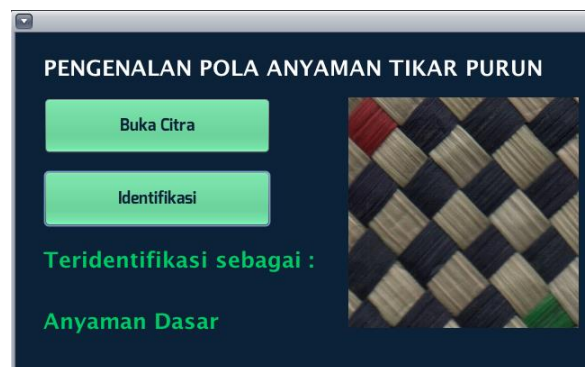 PENGENALAN POLA ANYAMAN TIKAR PURUN
Buka Citra
Identifikasi
Teridentifikasi sebagai :
Anyaman Dasar